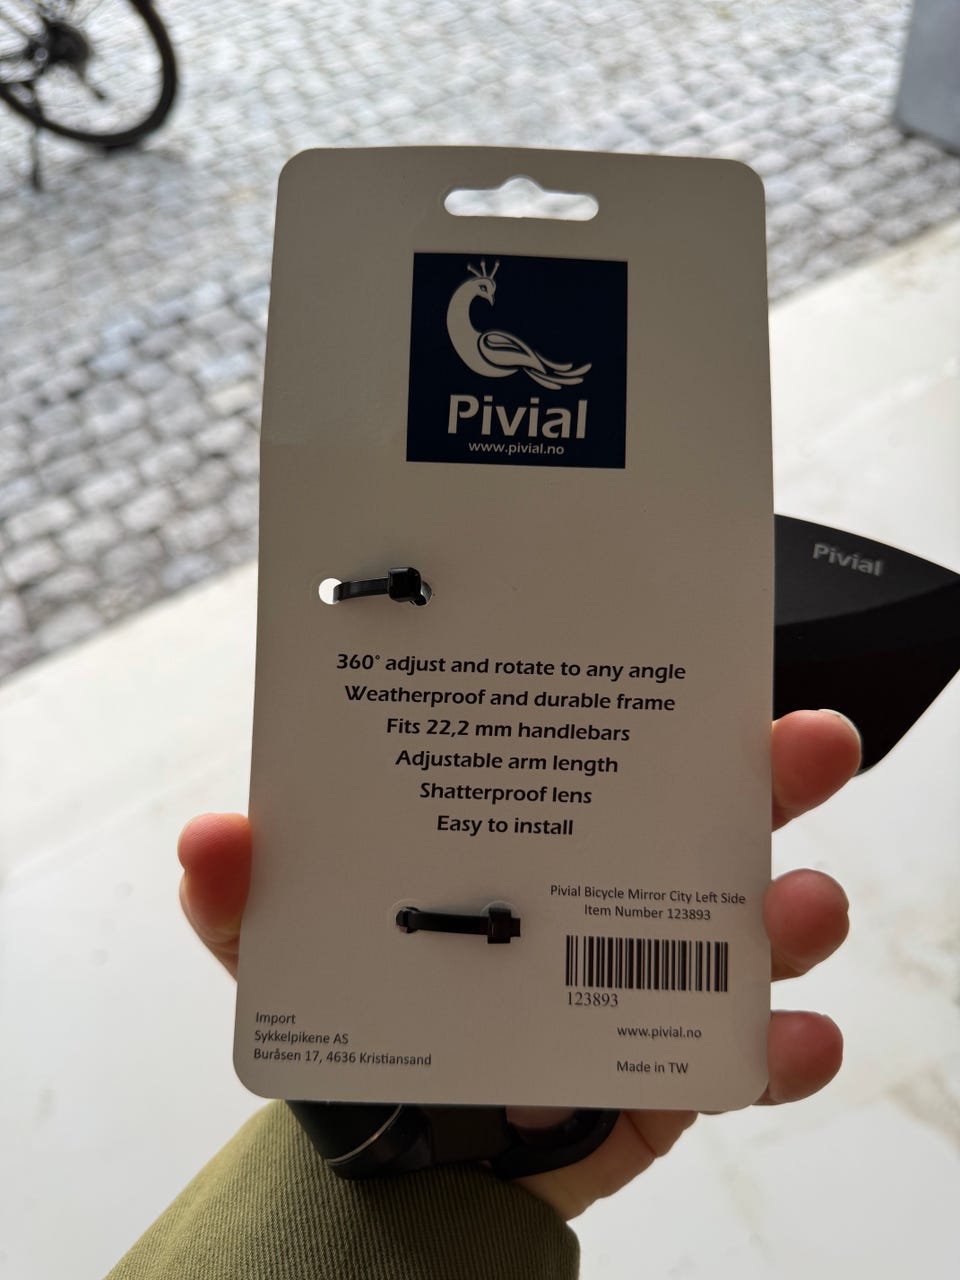 Pivial
www.pivial.no
Pivial
360° adjust and rotate to any angle
Weatherproof and durable frame
Fits 22,2 mm handlebars
Adjustable arm length
Shatterproof lens
Easy to install
Pivial Bicycle Mirror City Left Side
Item Number 123893
123893
Import
Sykkelpikene AS
Buråsen 17, 4636 Kristiansand
www.pivial.no
Made in TW